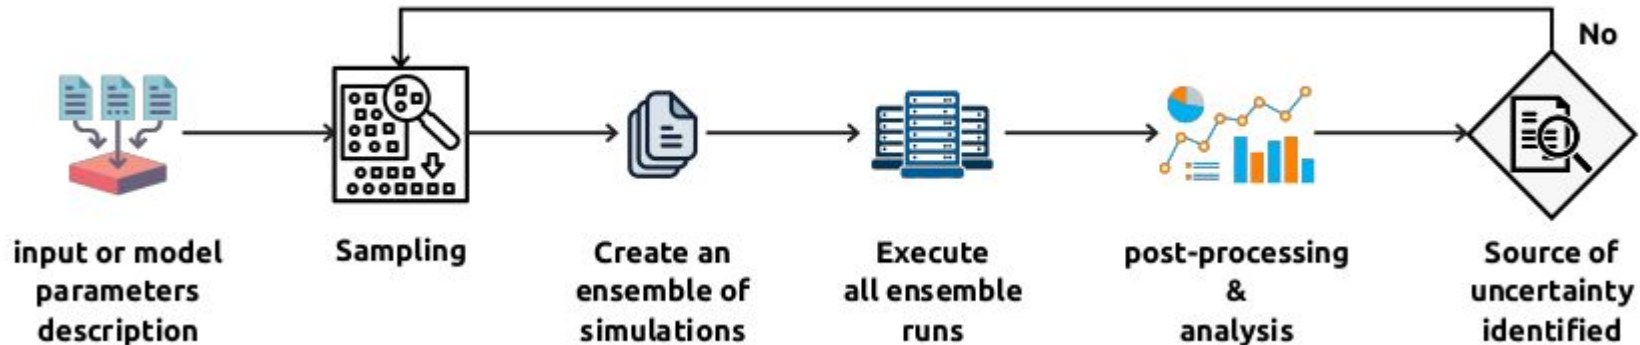 No
input or model
parameters
description
Sampling
Create an
ensemble of
simulations
Execute
all ensemble
runs
post-processing
&
analysis
Source of
uncertainty
identified